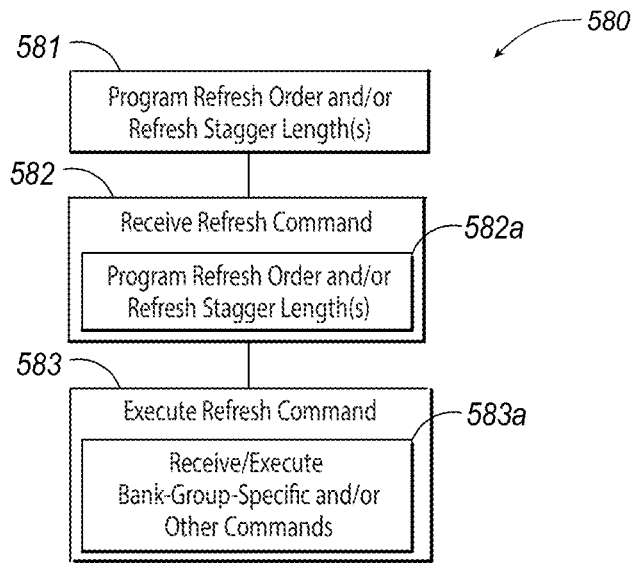 580
581
Program Refresh Order and/or
Refresh Stagger Length(s)
582
Receive Refresh Command
582a
Program Refresh Order and/or
Refresh Stagger Length(s)
583
Execute Refresh Command
583a
Receive/Execute
Bank-Group-Specific and/or
Other Commands